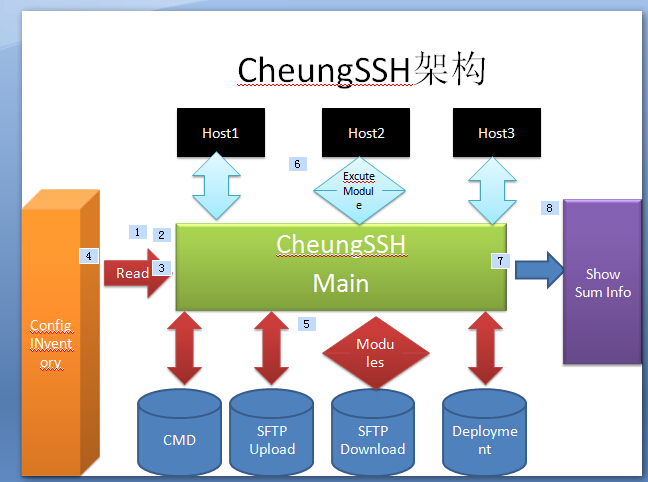 CheungSSH架构
Host1
Host2
Host3
6
Excute
Modul
e
8
1
2
CheungSSH
Main
4
Read
3
7
Show
Sum Info
Config
INvent
ory
5
Modu
les
CMD
SFTP
Upload
SFTP
Download
Deployme
nt